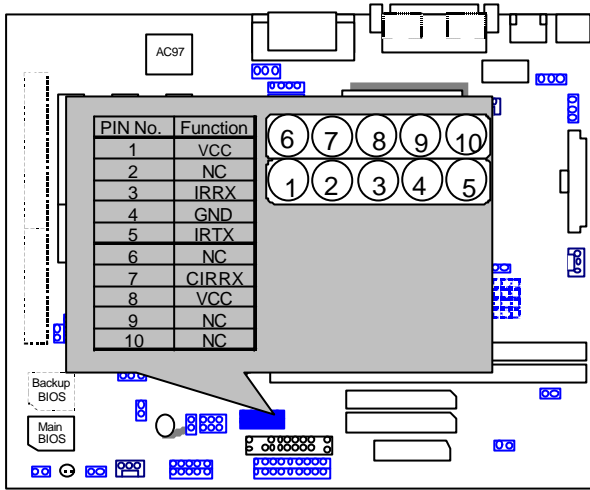 AC97
PIN No. Function
1 VCC
2 NC
3 IRRX
4 GND
5 IRTX
6 NC
7 CIRRX
8 VCC
9 NC
10 NC
6 7 8 9 10
1 2 3 4 5
Backup
BIOS
Main
BIOS